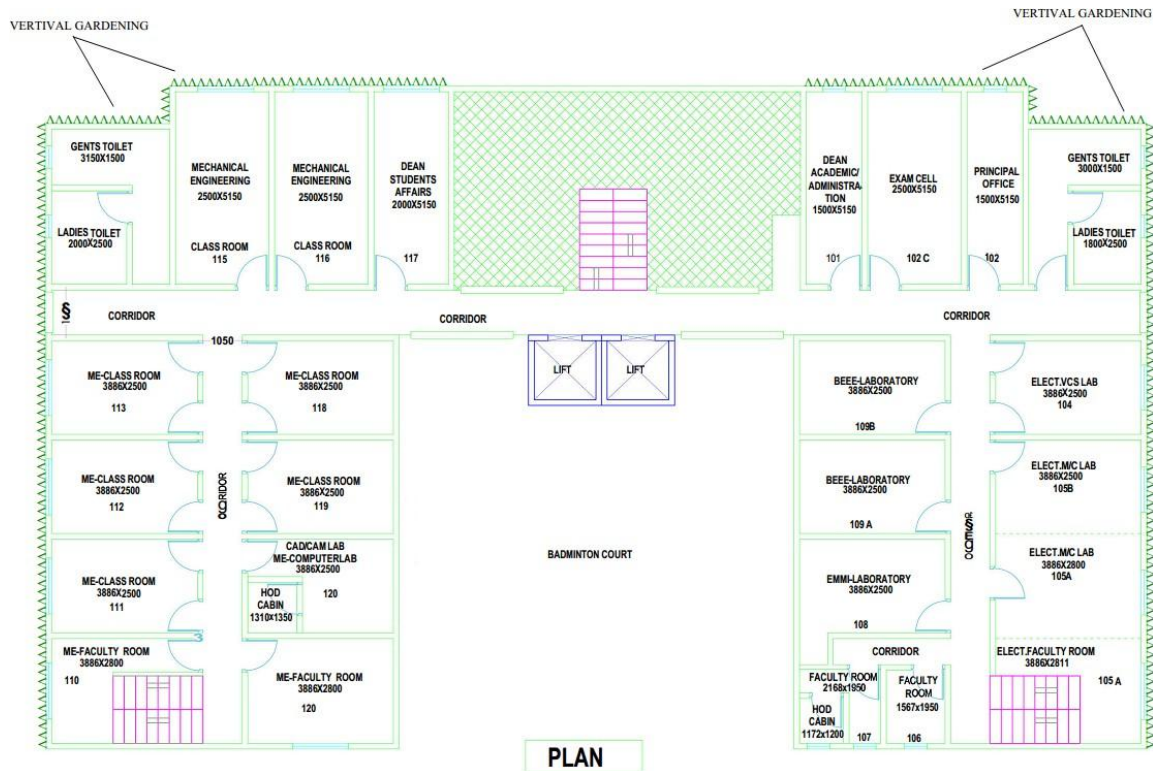 VERTIVAL GARDENING
VERTIVAL GARDENING
GENTS TOILET
3150X1500
LADIES TOILET
2000X2500
MECHANICAL
ENGINEERING
2500X5150
CLASS ROOM
115
MECHANICAL
ENGINEERING
2500X5150
CLASS ROOM
116
DEAN
STUDENTS
AFFAIRS
2000X5150
117
DEAN
ACADEMIC/
ADMINISTRA-
TION
1500X5150
101
EXAM CELL
2500X5150
102 C
PRINCIPAL
OFFICE
1500X5150
102
GENTS TOILET
3000X1500
LADIES TOILET
1800X2500
CORRIDOR
CORRIDOR
CORRIDOR
1050
LIFT
LIFT
ME-CLASS ROOM
3886X2500
113
ME-CLASS ROOM
3886X2500
118
ME-CLASS ROOM
3886X2500
112
ME-CLASS ROOM
3886X2500
119
ME-CLASS ROOM
3886X2500
111
CAD/CAM LAB
ME-COMPUTERLAB
3886X2500
120
HOD
CABIN
1310x1350
ME-FACULTY ROOM
3886X2800
110
ME-FACULTY ROOM
3886X2800
120
BADMINTON COURT
BEEE-LABORATORY
3886X2500
109B
BEEE-LABORATORY
3886X2500
109 A
EMMI-LABORATORY
3886X2500
108
CORRIDOR
FACULTY ROOM
2168x1950
HOD
CABIN
1172x1200
107
FACULTY
ROOM
1567x1950
106
ELECT.VCS LAB
3886X2500
104
ELECT.M/C LAB
3886X2500
105B
ELECT.M/C LAB
3886X2800
105A
ELECT.FACULTY ROOM
3886X2811
105 A
PLAN